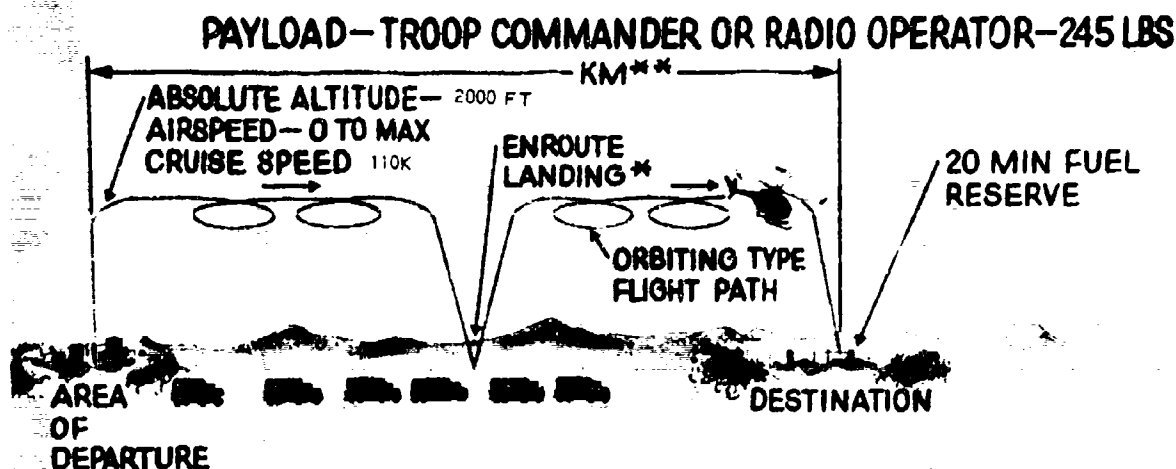 PAYLOAD—TROOP COMMANDER OR RADIO OPERATOR—245 LBS
KM**
ABSOLUTE ALTITUDE— 2000 FT
AIRSPEED—0 TO MAX
CRUISE SPEED 110K
ENROUTE
LANDING*
20 MIN FUEL
RESERVE
ORBITING TYPE
FLIGHT PATH
AREA
OF
DEPARTURE
DESTINATION